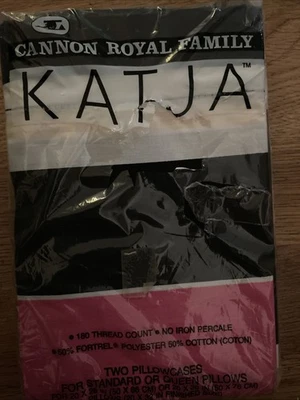 CANNON ROYAL FAMILY
KATJA™
• 180 THREAD COUNT • NO IRON PERCALE
• 50% FORTREL® POLYESTER 50% COTTON (COTON)
TWO PILLOWCASES
FOR STANDARD OR QUEEN PILLOWS